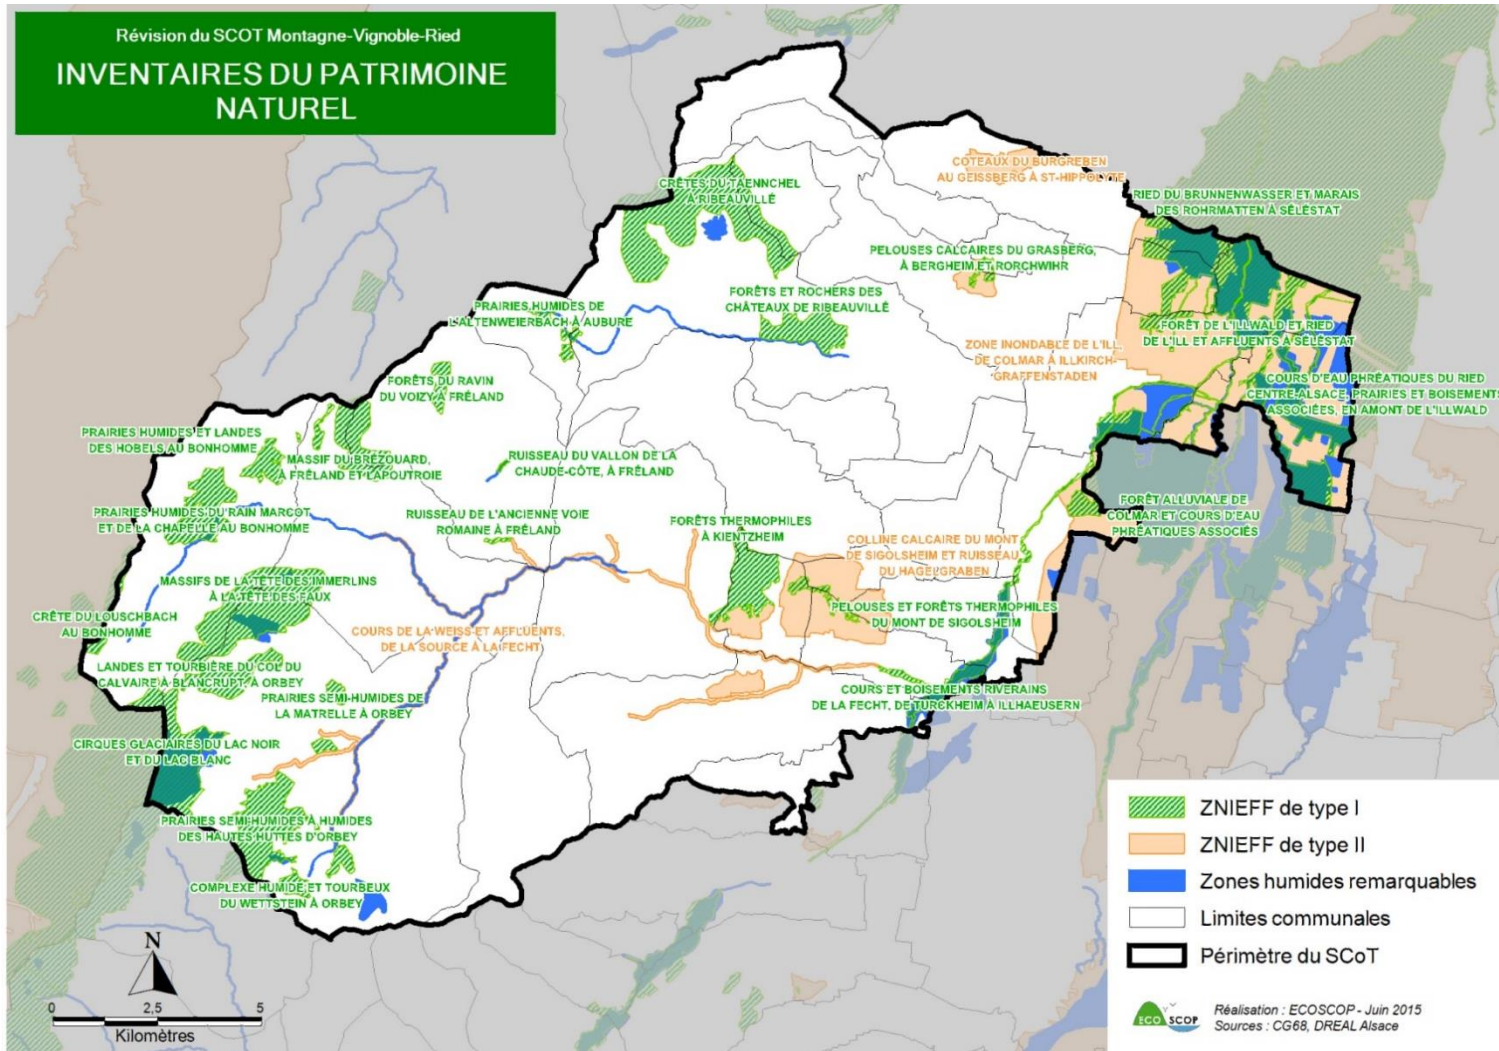 Révision du SCOT Montagne-Vignoble-Ried
INVENTAIRES DU PATRIMOINE
NATUREL
COTEAUX DU BURGREBEN
AU GEISSBERG À ST-HIPPOLYTE
CRÊTES DU TAENNCHEL
À RIBEAUVILLÉ
RIED DU BRUNNENWASSER ET MARAIS
DES ROHRMATTEN À SÉLESTAT
PELOUSES CALCAIRES DU GRASBERG,
À BERGHEIM ET RORCHWIHR
FORÊTS ET ROCHERS DES
CHÂTEAUX DE RIBEAUVILLÉ
PRAIRIES HUMIDES DE
L'ALTENWEIERBACH À AUBURE
FORÊT DE L'ILLWALD ET RIED
DE L'ILL ET AFFLUENTS À SÉLESTAT
ZONE INONDABLE DE L'ILL,
DE COLMAR À ILLKIRCH-
GRAFFENSTADEN
FORÊTS DU RAVIN
DU VOIZY À FRÉLAND
COURS D'EAU PHRÉATIQUES DU RIED
CENTRE-ALSACE, PRAIRIES ET BOISEMENTS
ASSOCIÉES, EN AMONT DE L'ILLWALD
PRAIRIES HUMIDES ET LANDES
DES HOBELS AU BONHOMME
MASSIF DU BRÉZOUARD,
À FRÉLAND ET LAPOUTROIE
RUISSEAU DU VALLON DE LA
CHAUDE-CÔTE, À FRÉLAND
PRAIRIES HUMIDES DU RAIN MARCOT
ET DE LA CHAPELLE AU BONHOMME
RUISSEAU DE L'ANCIENNE VOIE
ROMAINE À FRÉLAND
FORÊTS THERMOPHILES
À KIENTZHEIM
FORÊT ALLUVIALE DE
COLMAR ET COURS D'EAU
PHRÉATIQUES ASSOCIÉS
COLLINE CALCAIRE DU MONT
DE SIGOLSHEIM ET RUISSEAU
DU HAGELGRABEN
MASSIFS DE LA TÊTE DES IMMERLINS
À LA TÊTE DES FAUX
PELOUSES ET FORÊTS THERMOPHILES
DU MONT DE SIGOLSHEIM
CRÊTE DU LOUSCHBACH
AU BONHOMME
COURS DE LA WEISS ET AFFLUENTS,
DE LA SOURCE À LA FECHT
LANDES ET TOURBIÈRE DU COL DU
CALVAIRE À BLANCRUPT, À ORBEY
PRAIRIES SEMI-HUMIDES DE
LA MATRELLE À ORBEY
COURS ET BOISEMENTS RIVERAINS
DE LA FECHT, DE TURCKHEIM À ILLHAEUSERN
CIRQUES GLACIAIRES DU LAC NOIR
ET DU LAC BLANC
PRAIRIES SEMI-HUMIDES À HUMIDES
DES HAUTES HUTTES D'ORBEY
COMPLEXE HUMIDE ET TOURBEUX
DU WETTSTEIN À ORBEY
ZNIEFF de type I
ZNIEFF de type II
Zones humides remarquables
Limites communales
Périmètre du SCoT
N
0 2,5 5
Kilomètres
ECO SCOP
Réalisation : ECOSCOP - Juin 2015
Sources : CG68, DREAL Alsace